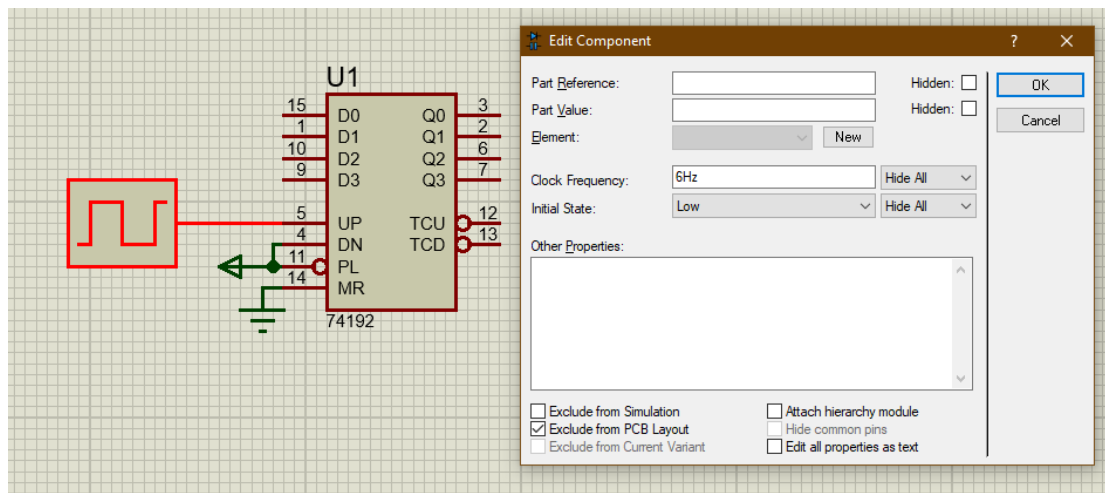 U1
15 D0 Q0 3
1 D1 Q1 2
10 D2 Q2 6
9 D3 Q3 7
5 UP TCU 12
4 DN TCD 13
11 PL
14 MR
74192
Edit Component ? ×
Part Reference: Hidden:
Part Value: Hidden:
Element: New
Clock Frequency: 6Hz Hide All
Initial State: Low Hide All
Other Properties:
OK
Cancel
Exclude from Simulation Attach hierarchy module
Exclude from PCB Layout Hide common pins
Exclude from Current Variant Edit all properties as text